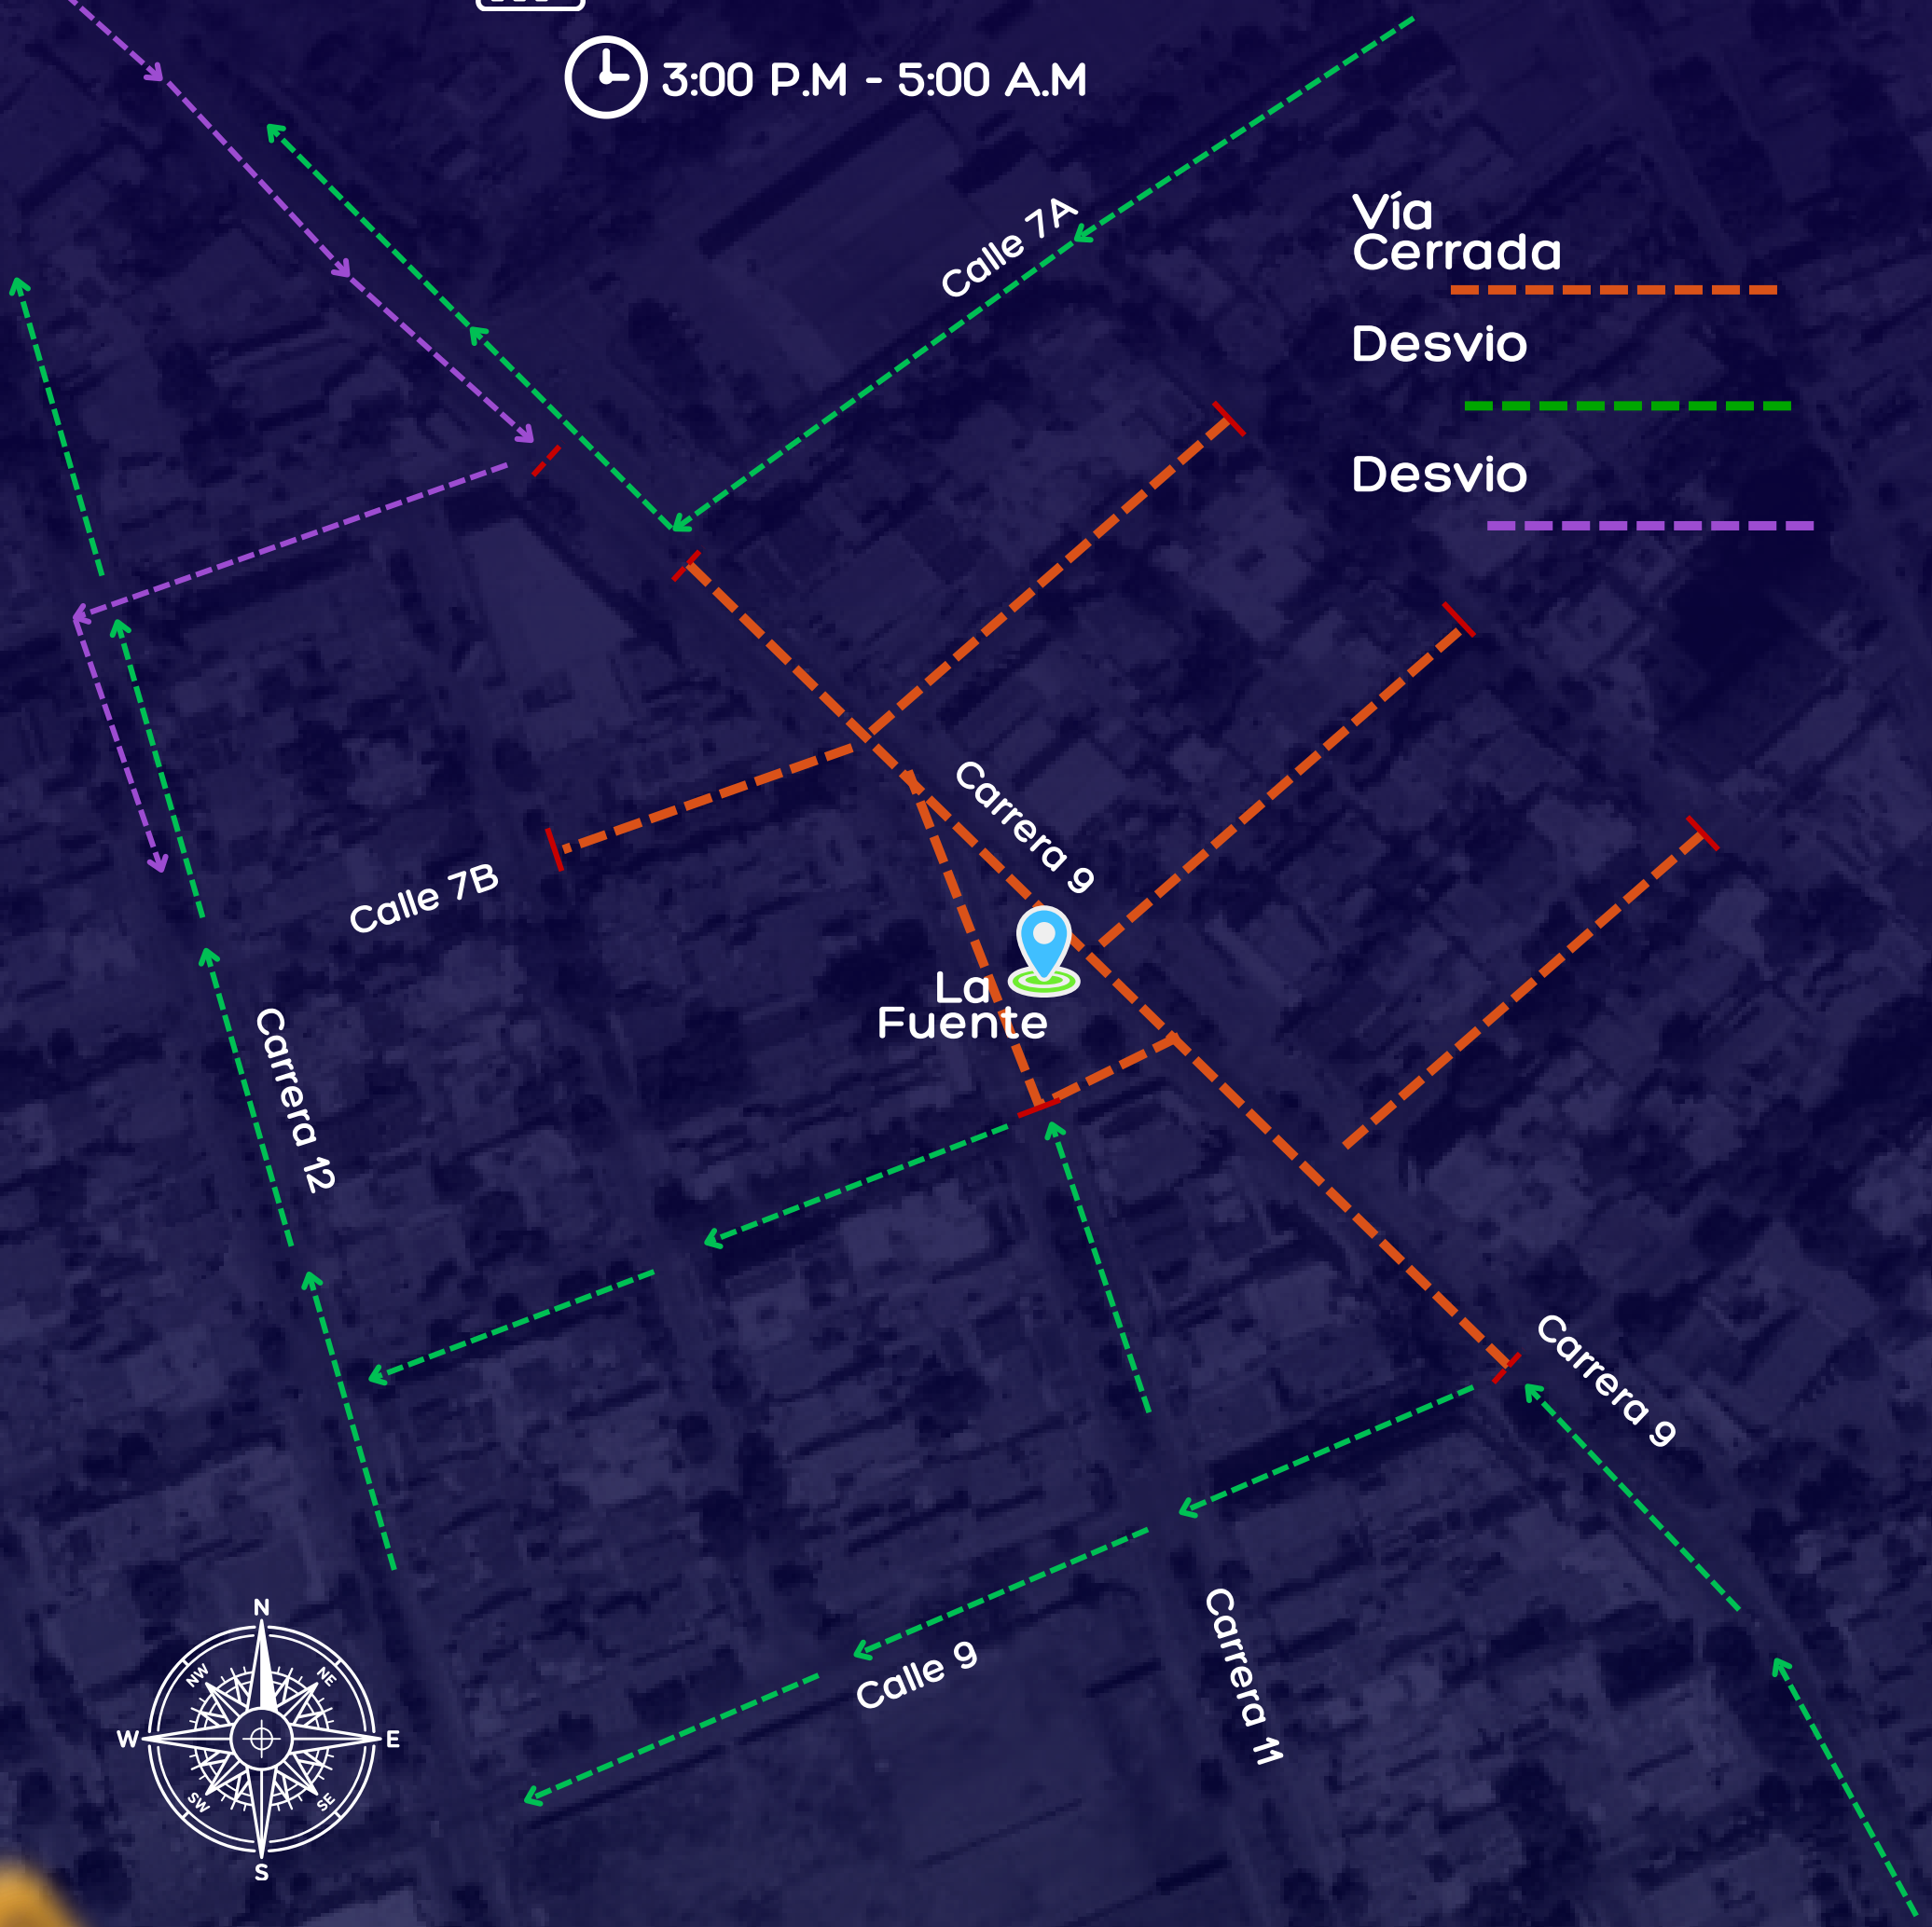 3:00 P.M - 5:00 A.M
Calle 7A
Vía
Cerrada
Desvio
Desvio
Carrera 9
Calle 7B
La
Fuente
Carrera 12
Carrera 9
Calle 9
Carrera 11
N
NW
NE
W
E
SW
SE
S